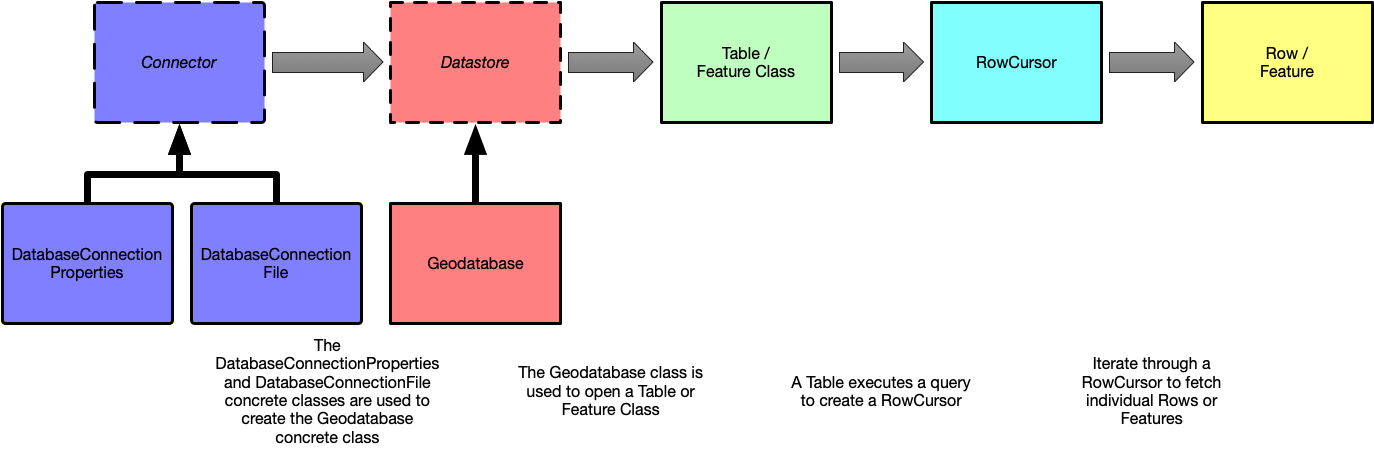 Connector
Datastore
Table /
Feature Class
RowCursor
Row /
Feature
DatabaseConnection
Properties
DatabaseConnection
File
Geodatabase
The
DatabaseConnectionProperties
and DatabaseConnectionFile
concrete classes are used to
create the Geodatabase
concrete class
The Geodatabase class is
used to open a Table or
Feature Class
A Table executes a query
to create a RowCursor
Iterate through a
RowCursor to fetch
individual Rows or
Features